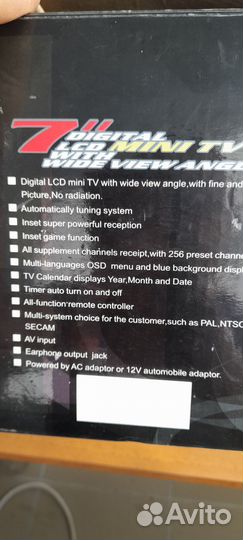 7" DIGITAL
LCD MINI TV
WITH
WIDE VIEW ANGL
Digital LCD mini TV with wide view angle,with fine and
Picture,No radiation.
Automatically tuning system
Inset super powerful reception
Inset game function
All supplement channels receipt,with 256 preset channe
Multi-languages OSD menu and blue background displ
TV Calendar displays Year,Month and Date
Timer auto turn on and off
All-function remote controller
Multi-system choice for the customer,such as PAL,NTSC
SECAM
AV input
Earphone output jack
Powered by AC adaptor or 12V automobile adaptor.
Avito